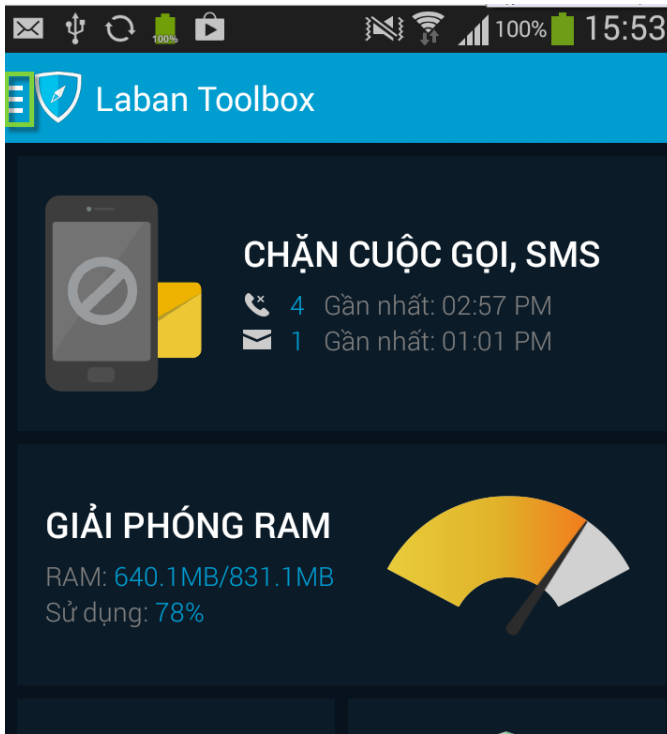 100%
100% 15:53
Laban Toolbox
CHẶN CUỘC GỌI, SMS
4 Gần nhất: 02:57 PM
1 Gần nhất: 01:01 PM
GIẢI PHÓNG RAM
RAM: 640.1MB/831.1MB
Sử dụng: 78%